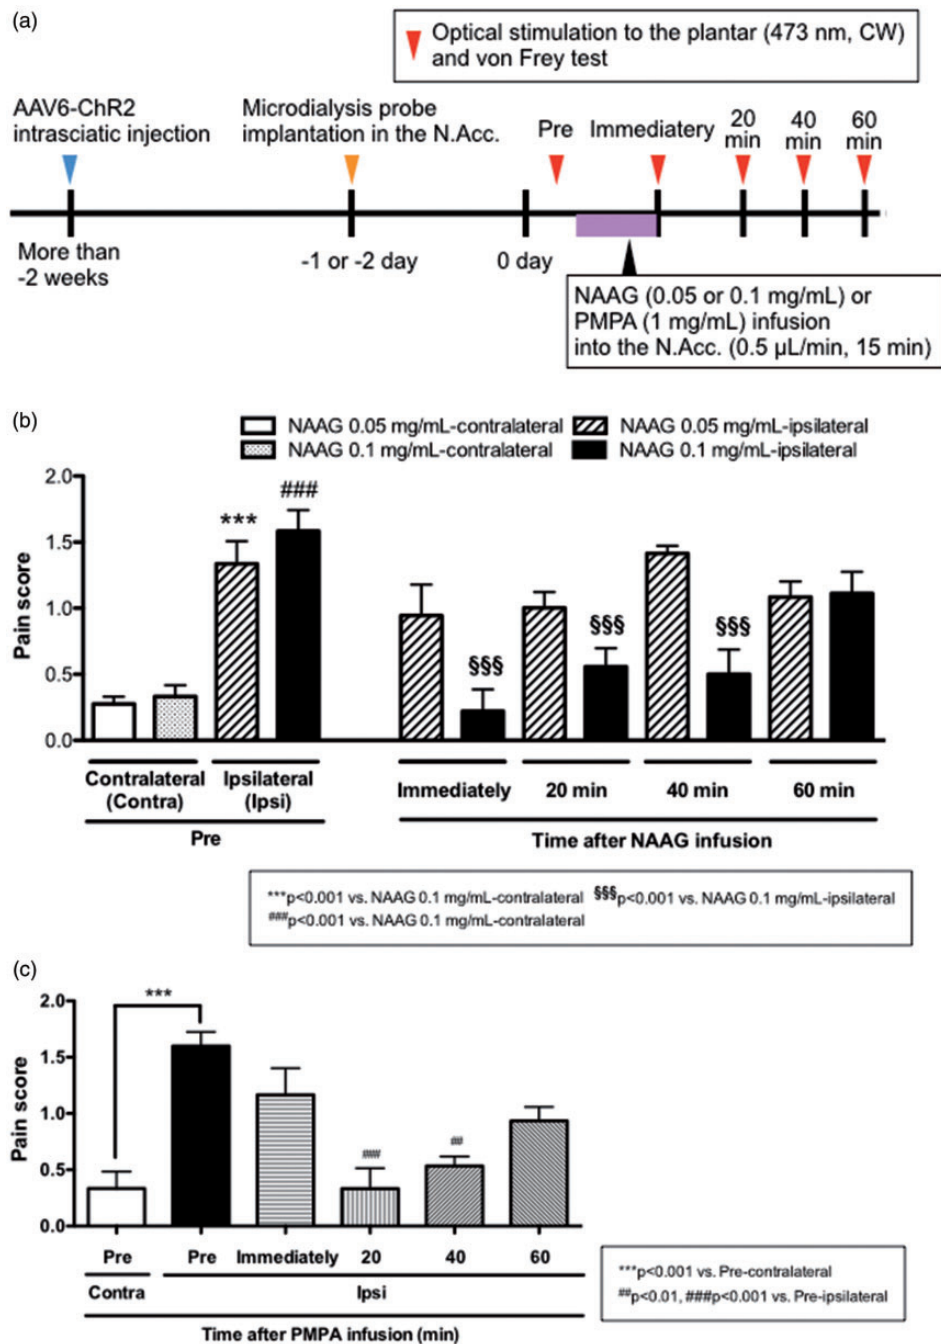 (a)
Optical stimulation to the plantar (473 nm, CW)
and von Frey test
AAV6-ChR2
intrasciatic injection
Microdialysis probe
implantation in the N.Acc.
Pre
Immediatery
20
min
40
min
60
min
More than
-2 weeks
-1 or -2 day
0 day
NAAG (0.05 or 0.1 mg/mL) or
PMPA (1 mg/mL) infusion
into the N.Acc. (0.5 µL/min, 15 min)
(b)
NAAG 0.05 mg/mL-contralateral
NAAG 0.05 mg/mL-ipsilateral
NAAG 0.1 mg/mL-contralateral
NAAG 0.1 mg/mL-ipsilateral
Pain score
2.0
1.5
1.0
0.5
0.0
***
###
§§§
§§§
§§§
Contralateral
(Contra)
Ipsilateral
(Ipsi)
Immediately
20 min
40 min
60 min
Pre
Time after NAAG infusion
***p<0.001 vs. NAAG 0.1 mg/mL-contralateral §§§p<0.001 vs. NAAG 0.1 mg/mL-ipsilateral
###p<0.001 vs. NAAG 0.1 mg/mL-contralateral
(c)
Pain score
2.0
1.5
1.0
0.5
0.0
***
###
##
Pre
Pre
Immediately
20
40
60
Contra
Ipsi
Time after PMPA infusion (min)
***p<0.001 vs. Pre-contralateral
##p<0.01, ###p<0.001 vs. Pre-ipsilateral